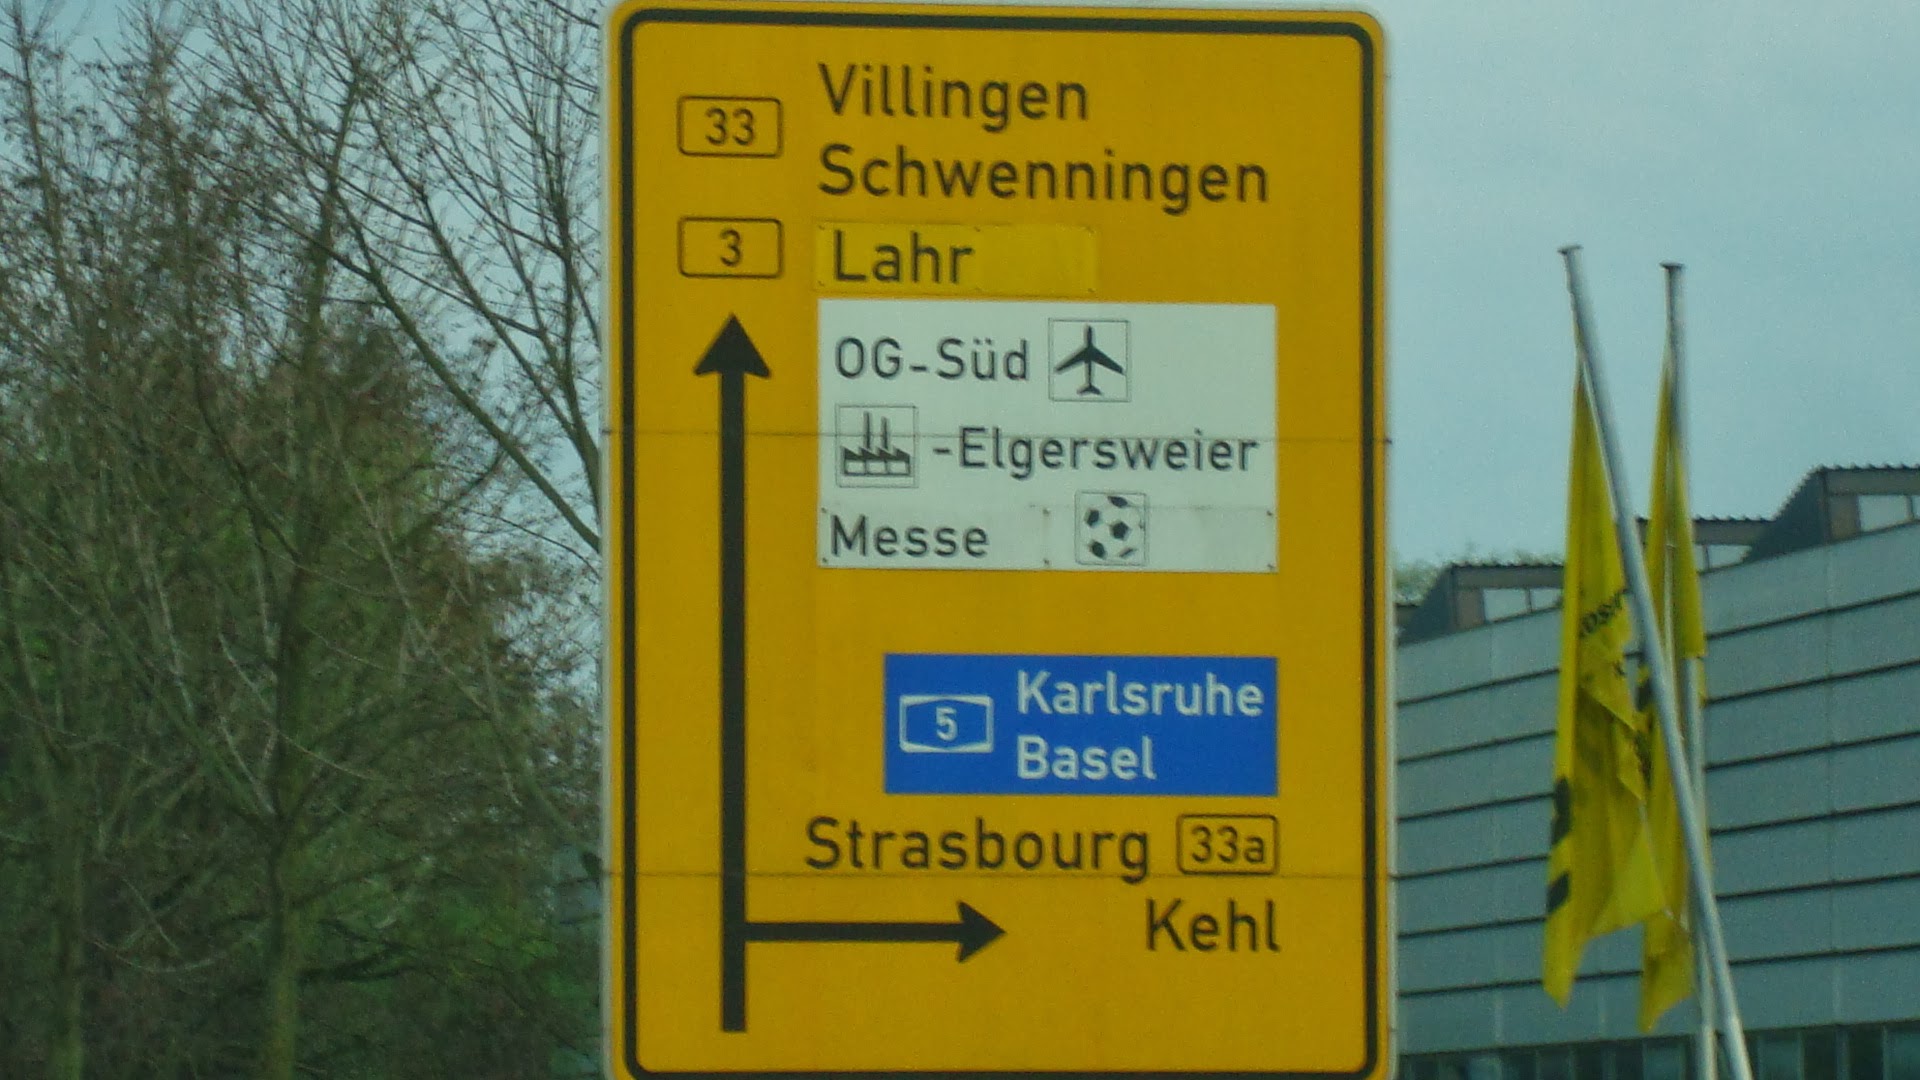 33 Villingen
Schwenningen
3 Lahr
OG-Süd
-Elgersweier
Messe
5 Karlsruhe
Basel
Strasbourg 33a
Kehl